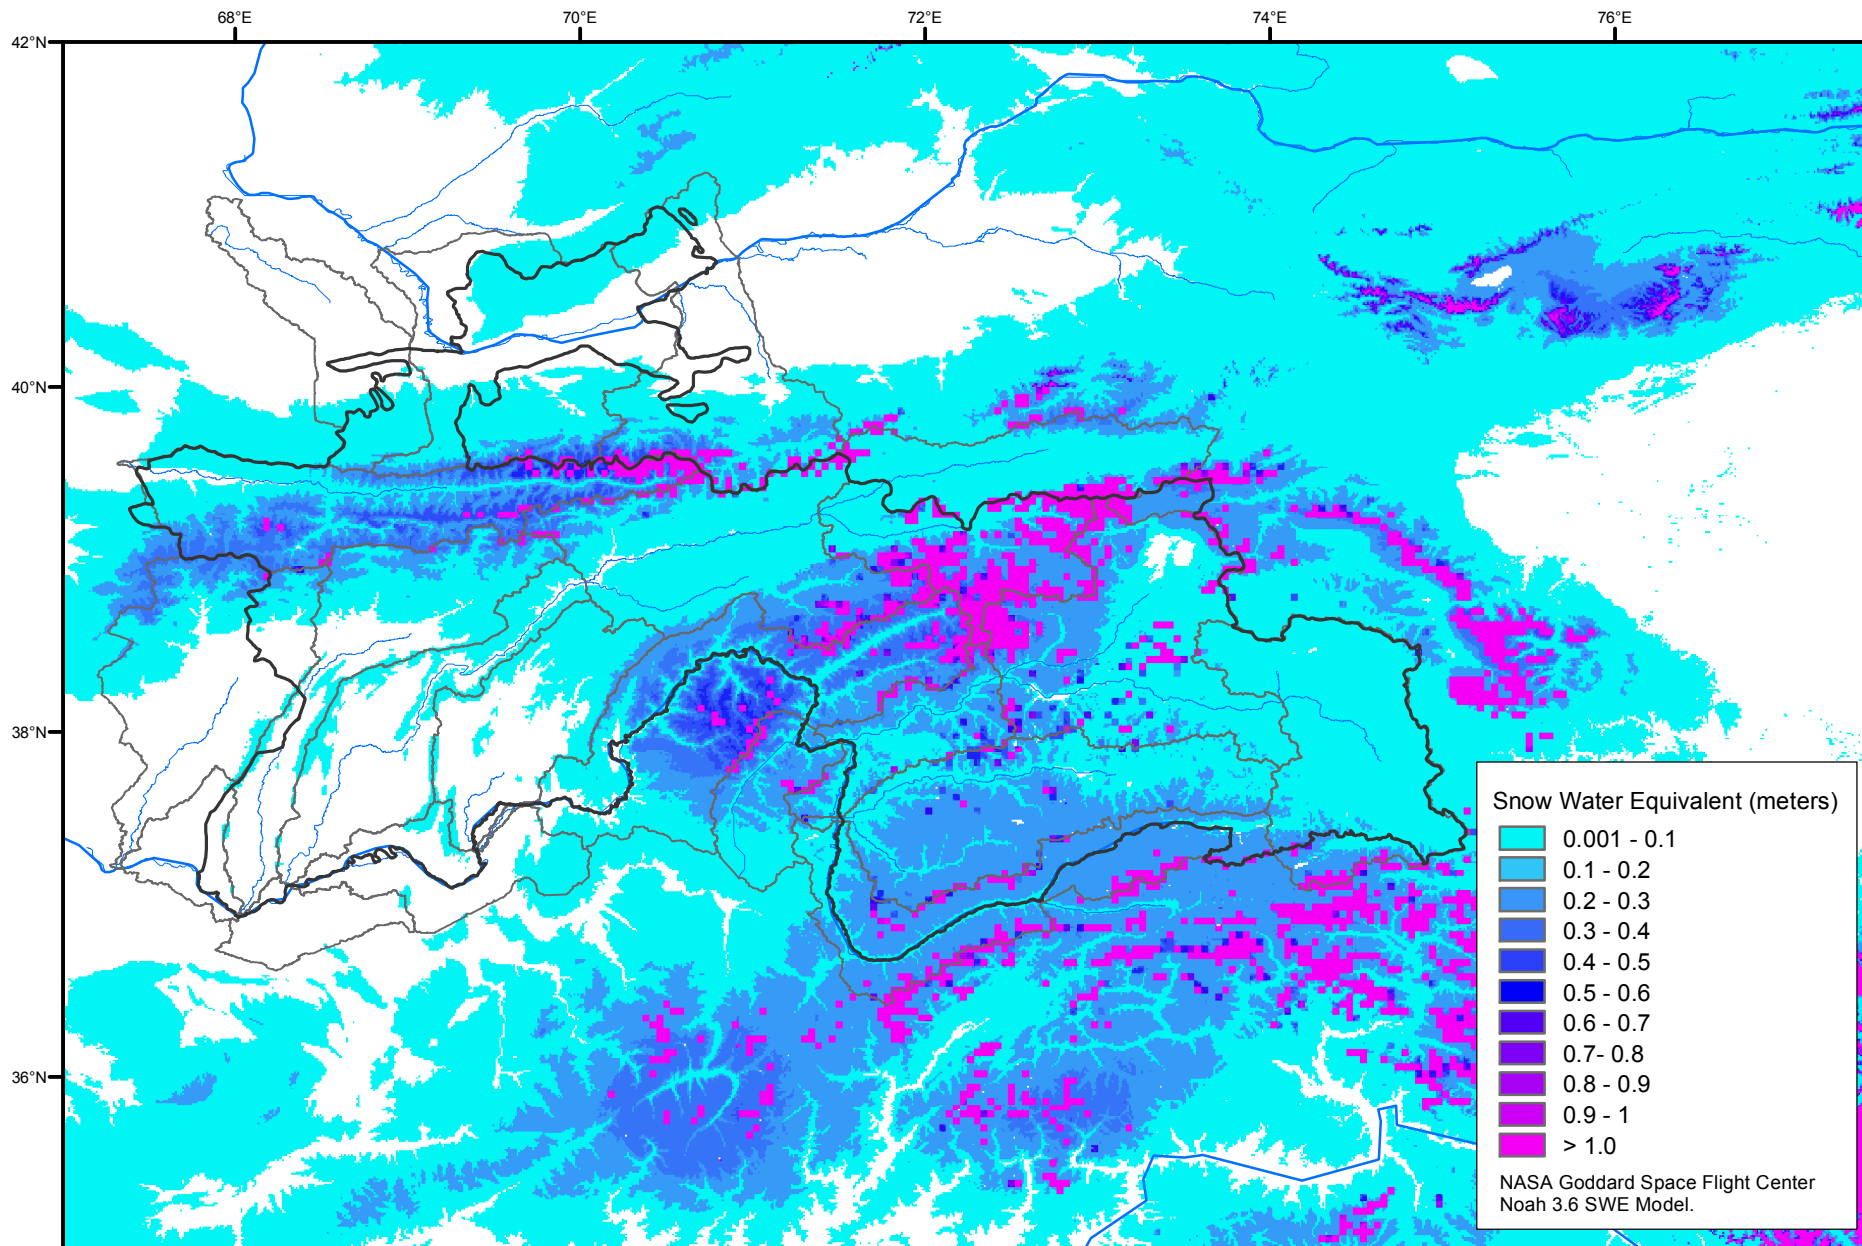 68°E
70°E
72°E
74°E
76°E
42°N
40°N
38°N
36°N
Snow Water Equivalent (meters)
0.001 - 0.1
0.1 - 0.2
0.2 - 0.3
0.3 - 0.4
0.4 - 0.5
0.5 - 0.6
0.6 - 0.7
0.7- 0.8
0.8 - 0.9
0.9 - 1
> 1.0
NASA Goddard Space Flight Center
Noah 3.6 SWE Model.